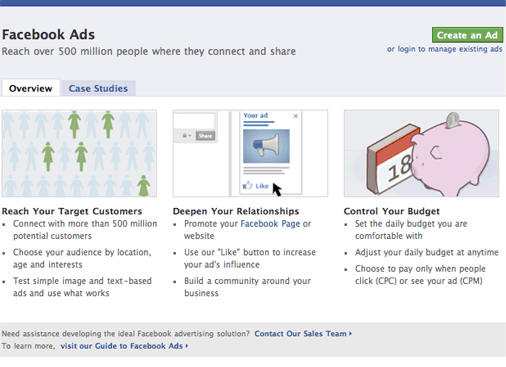 Facebook Ads
Reach over 500 million people where they connect and share
Create an Ad
or login to manage existing ads
Overview
Case Studies
Share
Your ad
Like
18
Reach Your Target Customers
Connect with more than 500 million
potential customers
Choose your audience by location,
age and interests
Test simple image and text-based
ads and use what works
Deepen Your Relationships
Promote your Facebook Page or
website
Use our "Like" button to increase
your ad's influence
Build a community around your
business
Control Your Budget
Set the daily budget you are
comfortable with
Adjust your daily budget at anytime
Choose to pay only when people
click (CPC) or see your ad (CPM)
Need assistance developing the ideal Facebook advertising solution? Contact Our Sales Team
To learn more, visit our Guide to Facebook Ads